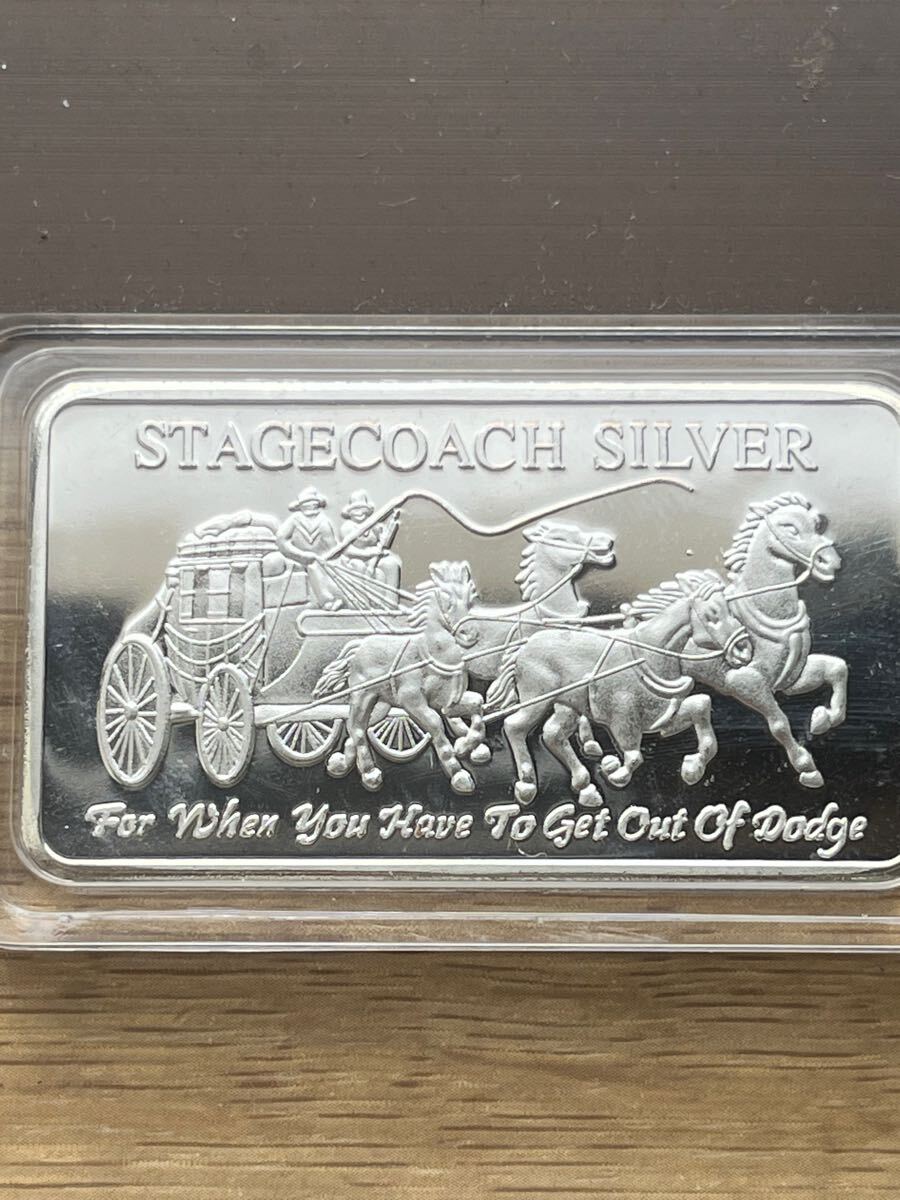 STAGECOACH SILVER
For When You Have To Get Out Of Dodge